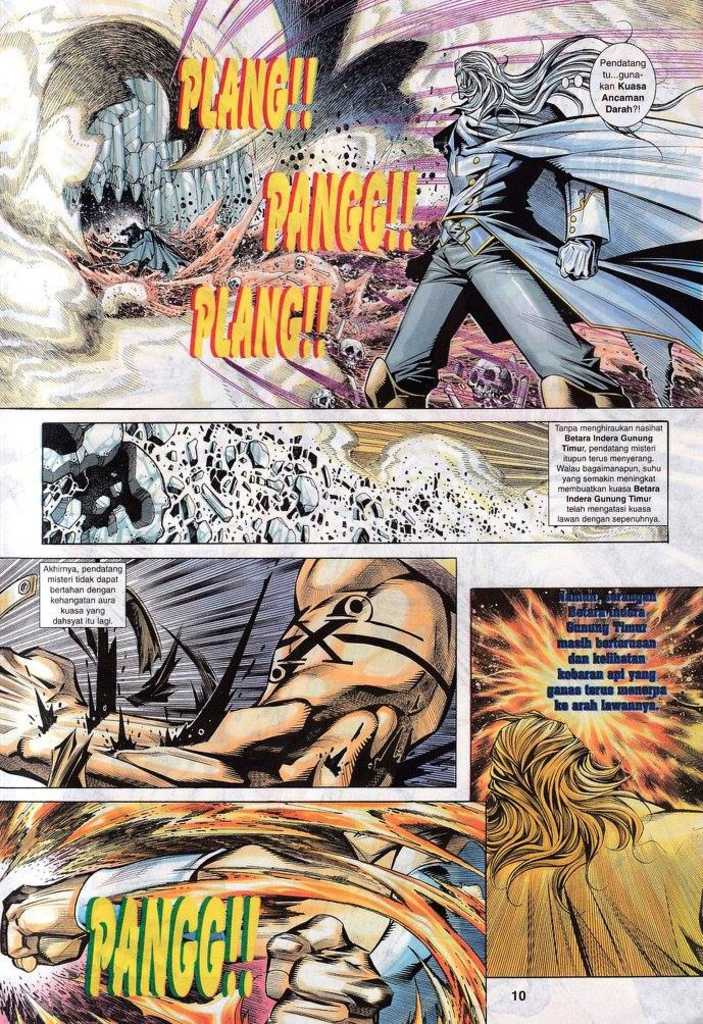 PLANG!!
Pendatang
tu...guna-
kan Kuasa
Ancaman
Darah?!
PANGG!!
PLANG!!
Tanpa menghiraukan nasihat
Betara Indera Gunung
Timur, pendatang misteri
itupun terus menyerang.
Walau bagaimanapun, suhu
yang semakin meningkat
membuatkan kuasa Betara
Indera Gunung Timur
telah mengatasi kuasa
lawan dengan sepenuhnya.
Akhirnya, pendatang
misteri tidak dapat
bertahan dengan
kehangatan aura
kuasa yang
dahsyat itu lagi.
Namun, serangan
Betara Indera
Gunung Timur
masih berterusan
dan kelihatan
kobaran api yang
ganas terus menerpa
ke arah lawannya.
PANGG!!
10